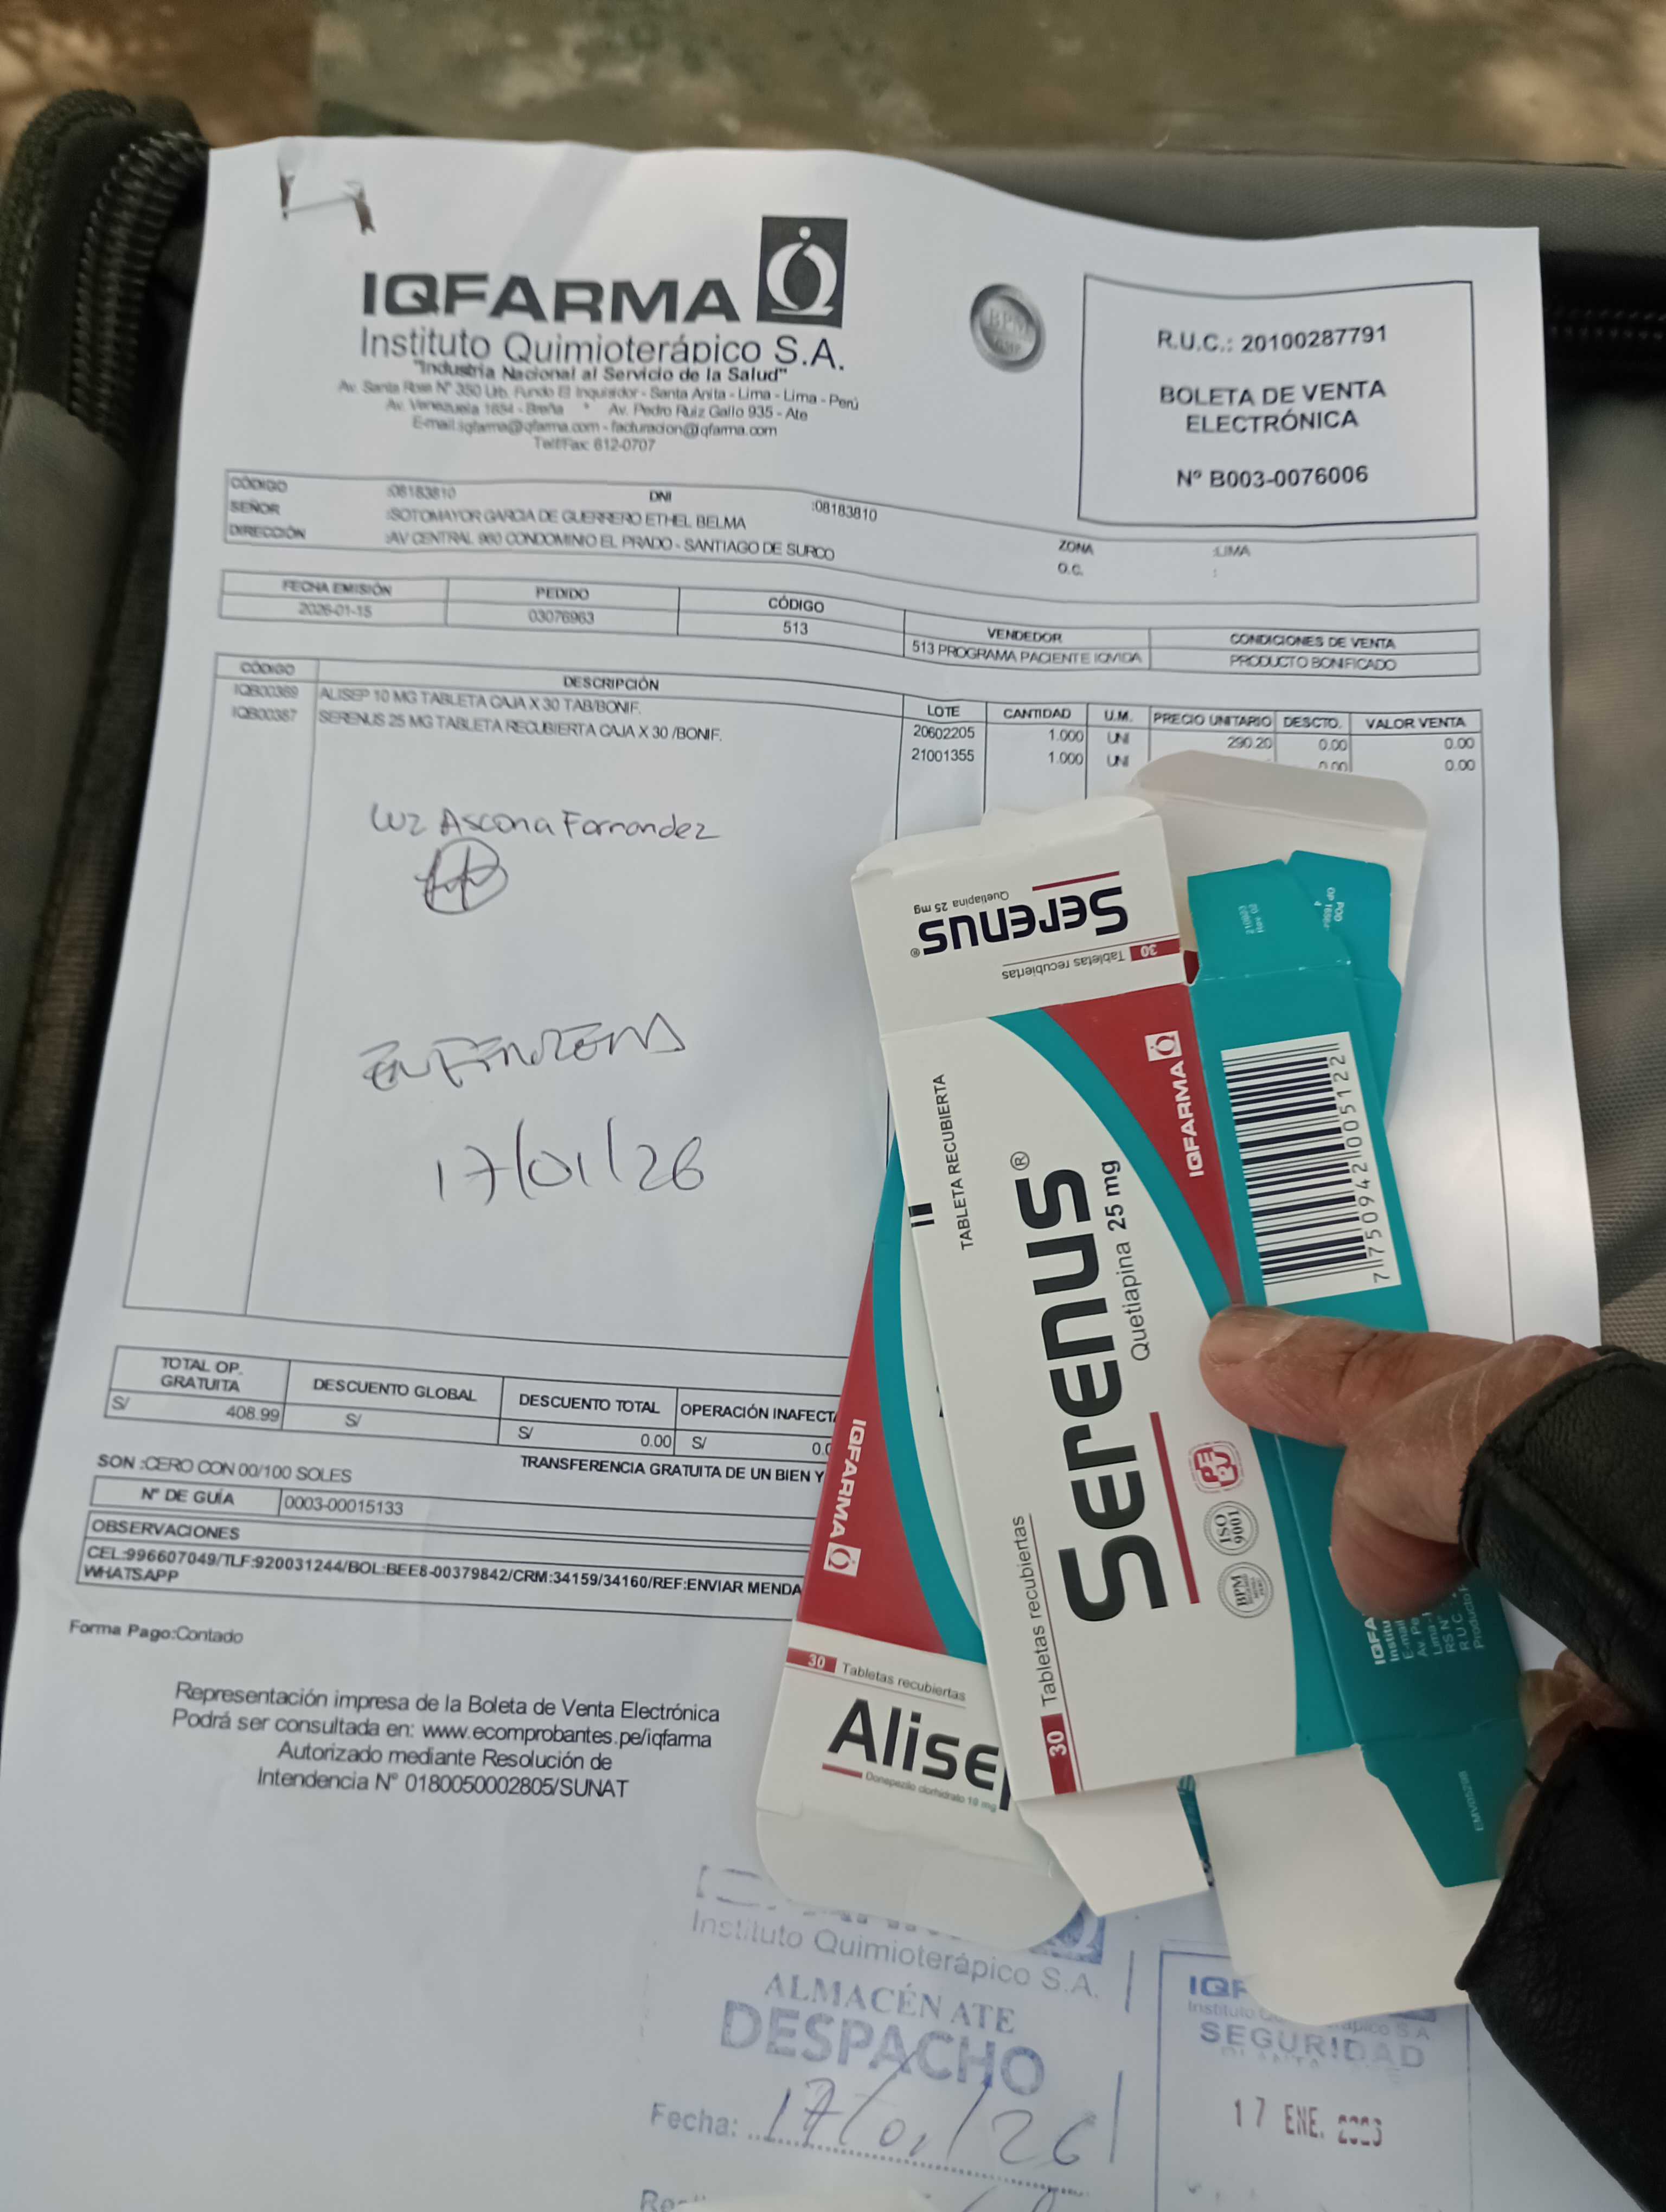 IQFARMA
Instituto Quimioterápico S.A.
"Industria Nacional al Servicio de la Salud"
Av. Santa Rosa N° 350 Urb. Fundo El Inquisidor - Santa Anita - Lima - Lima - Perú
Av. Venezuela 1654 - Breña * Av. Pedro Ruiz Gallo 935 - Ate
E-mail:iqfarma@iqfarma.com - facturacion@iqfarma.com
Telf/Fax: 612-0707
BPM
R.U.C.: 20100287791
BOLETA DE VENTA
ELECTRÓNICA
Nº B003-0076006
CÓDIGO :08183810 DNI :08183810
SEÑOR :SOTOMAYOR GARCIA DE GUERRERO ETHEL BELMA
DIRECCIÓN :AV CENTRAL 960 CONDOMINIO EL PRADO - SANTIAGO DE SURCO
ZONA :LIMA
O.C. :
FECHA EMISIÓN PEDIDO CÓDIGO VENDEDOR CONDICIONES DE VENTA
2026-01-15 03076963 513 513 PROGRAMA PACIENTE IQVIDA PRODUCTO BONIFICADO
CÓDIGO DESCRIPCIÓN LOTE CANTIDAD U.M. PRECIO UNITARIO DESCTO. VALOR VENTA
IQB00369 ALISEP 10 MG TABLETA CAJA X 30 TAB/BONIF. 20602205 1.000 UNI 290.20 0.00 0.00
IQB00387 SERENUS 25 MG TABLETA RECUBIERTA CAJA X 30 /BONIF. 21001355 1.000 UNI 0.00 0.00
Luz Ascona Fernandez
17/01/26
TOTAL OP. GRATUITA DESCUENTO GLOBAL DESCUENTO TOTAL OPERACIÓN INAFECTA
S/ 408.99 S/ S/ 0.00 S/ 0.0
SON :CERO CON 00/100 SOLES
TRANSFERENCIA GRATUITA DE UN BIEN Y
Nº DE GUÍA 0003-00015133
OBSERVACIONES
CEL:996607049/TLF:920031244/BOL:BEE8-00379842/CRM:34159/34160/REF:ENVIAR MENDA
WHATSAPP
Forma Pago:Contado
Representación impresa de la Boleta de Venta Electrónica
Podrá ser consultada en: www.ecomprobantes.pe/iqfarma
Autorizado mediante Resolución de
Intendencia N° 0180050002805/SUNAT
Serenus®
Quetiapina 25 mg
30 Tabletas recubiertas
TABLETA RECUBIERTA
IQFARMA
Serenus®
Quetiapina 25 mg
30 Tabletas recubiertas
PERU
ISO 9001
BPM
7750942005122
EMV05209B
IQFARMA
30 Tabletas recubiertas
Alisep
Donepezilo clorhidrato 10 mg
Instituto Quimioterápico S.A.
ALMACÉN ATE
DESPACHO
Fecha: 17/01/26
SEGURIDAD
17 ENE.